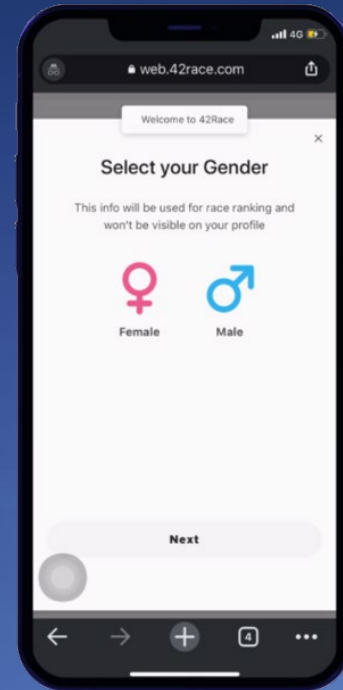 4G
web.42race.com
Welcome to 42Race
Select your Gender
This info will be used for race ranking and
won't be visible on your profile
Female
Male
Next
4